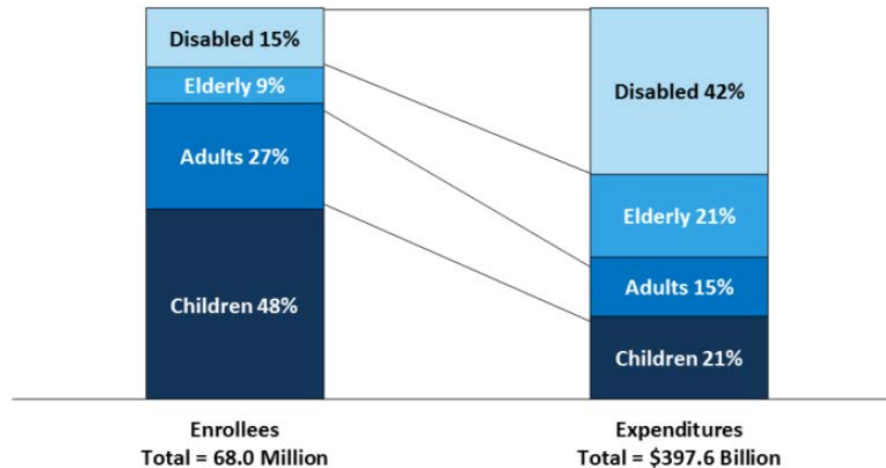 Disabled 15%
Elderly 9%
Adults 27%
Children 48%
Enrollees
Total = 68.0 Million
Disabled 42%
Elderly 21%
Adults 15%
Children 21%
Expenditures
Total = $397.6 Billion